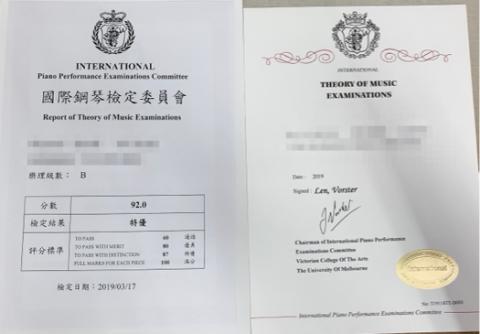 INTERNATIONAL
Piano Performance Examinations Committee
國際鋼琴檢定委員會
Report of Theory of Music Examinations
樂理級數： B
分數 92.0
檢定結果 特優
評分標準
TO PASS 60 通過
TO PASS WITH MERIT 80 優良
TO PASS WITH DISTINCTION 87 特優
FULL MARKS FOR EACH PIECE 100 滿分
檢定日期：2019/03/17
INTERNATIONAL
THEORY OF MUSIC
EXAMINATIONS
Date : 2019
Signed : Len, Vorster
Chairman of International Piano Performance
Examinations Committee
Victorian College Of The Arts
The University Of Melbourne
International
International Piano Performance Examinations Committee